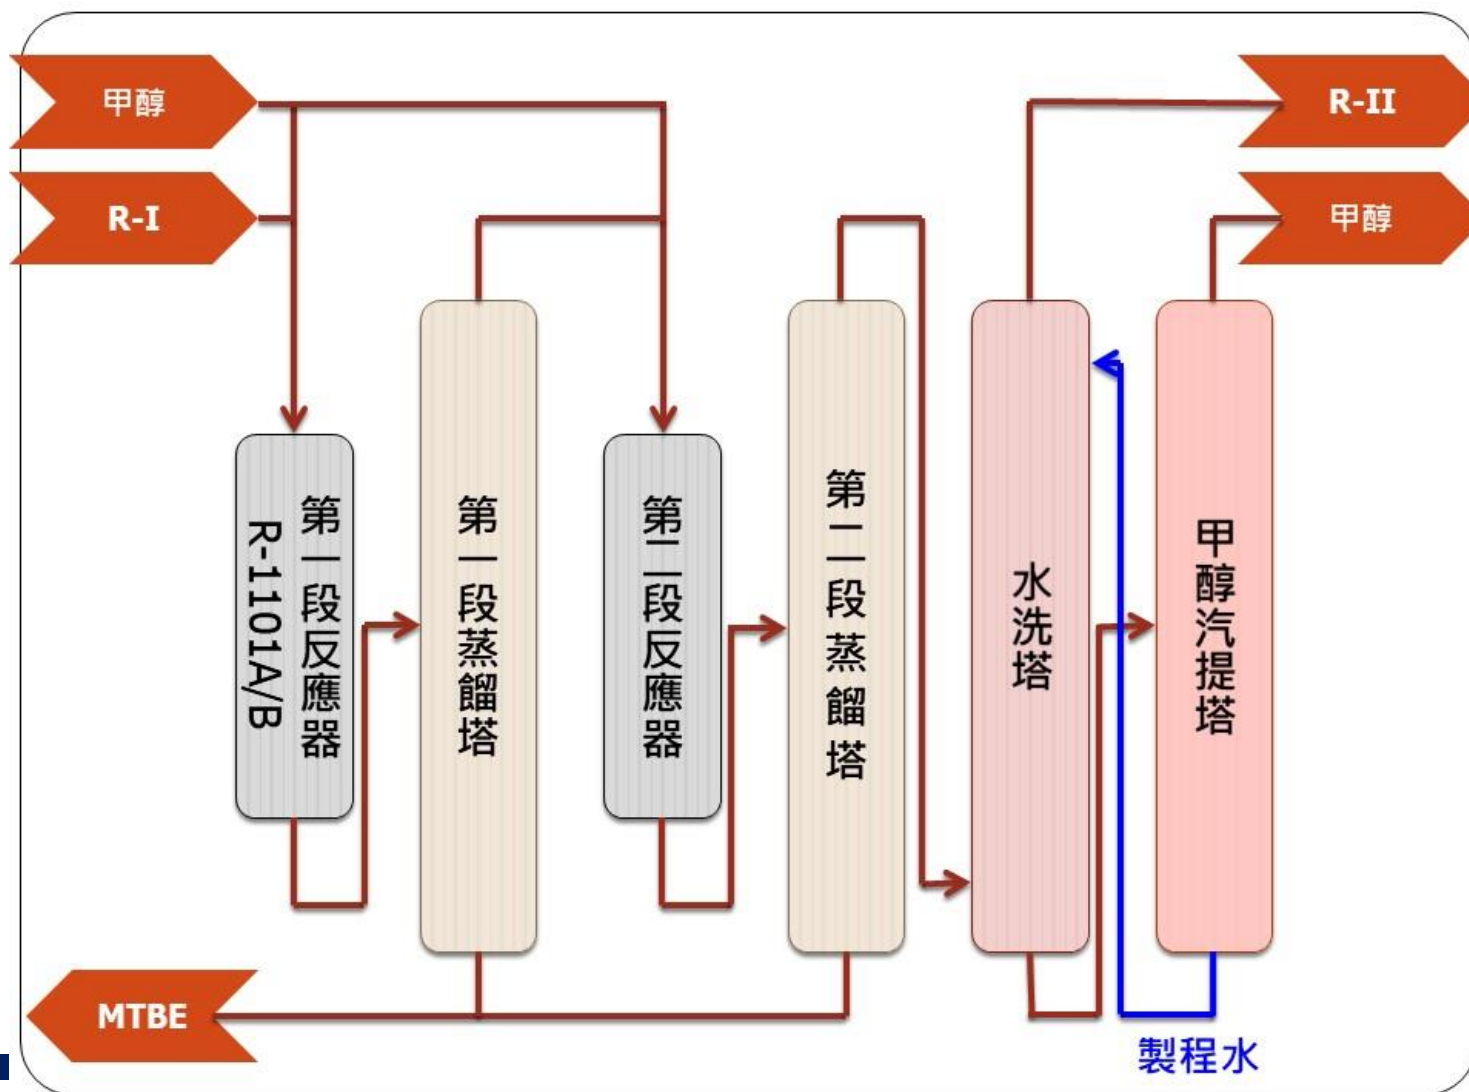 甲醇
R-II
R-I
甲醇
第一段反應器
R-1101A/B
第一段蒸餾塔
第二段反應器
第二段蒸餾塔
水洗塔
甲醇汽提塔
MTBE
製程水